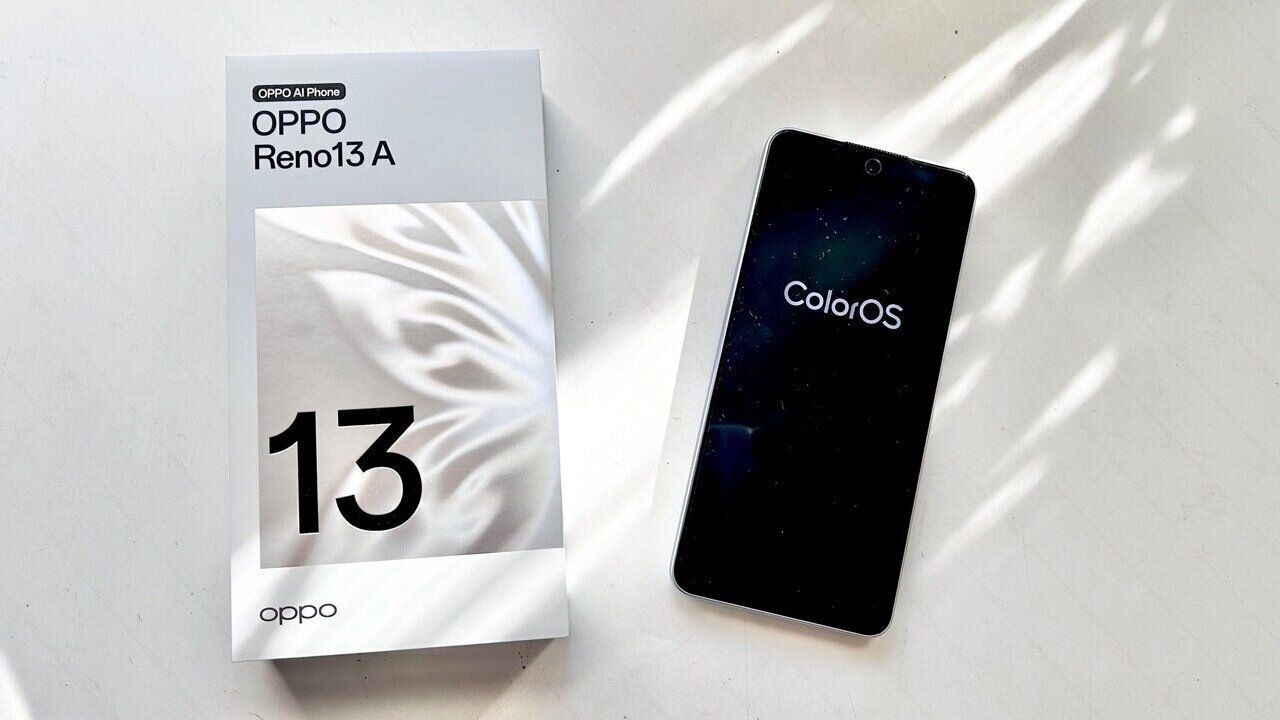 OPPO AI Phone
OPPO
Reno13 A
13
oppo
ColorOS